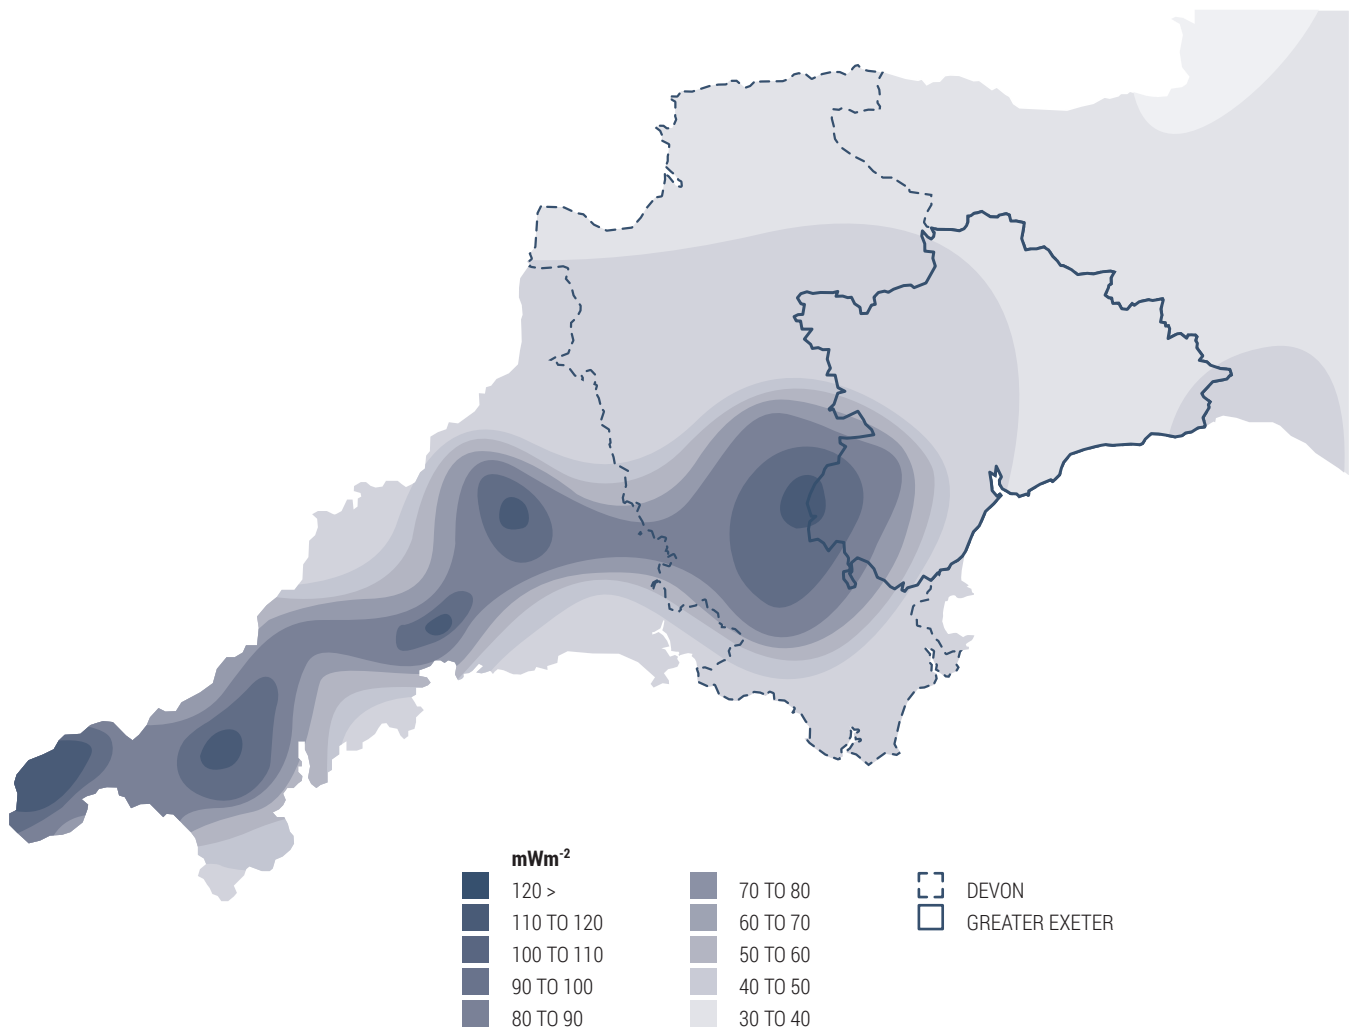 mWm-2
120 >
110 TO 120
100 TO 110
90 TO 100
80 TO 90
70 TO 80
60 TO 70
50 TO 60
40 TO 50
30 TO 40
DEVON
GREATER EXETER